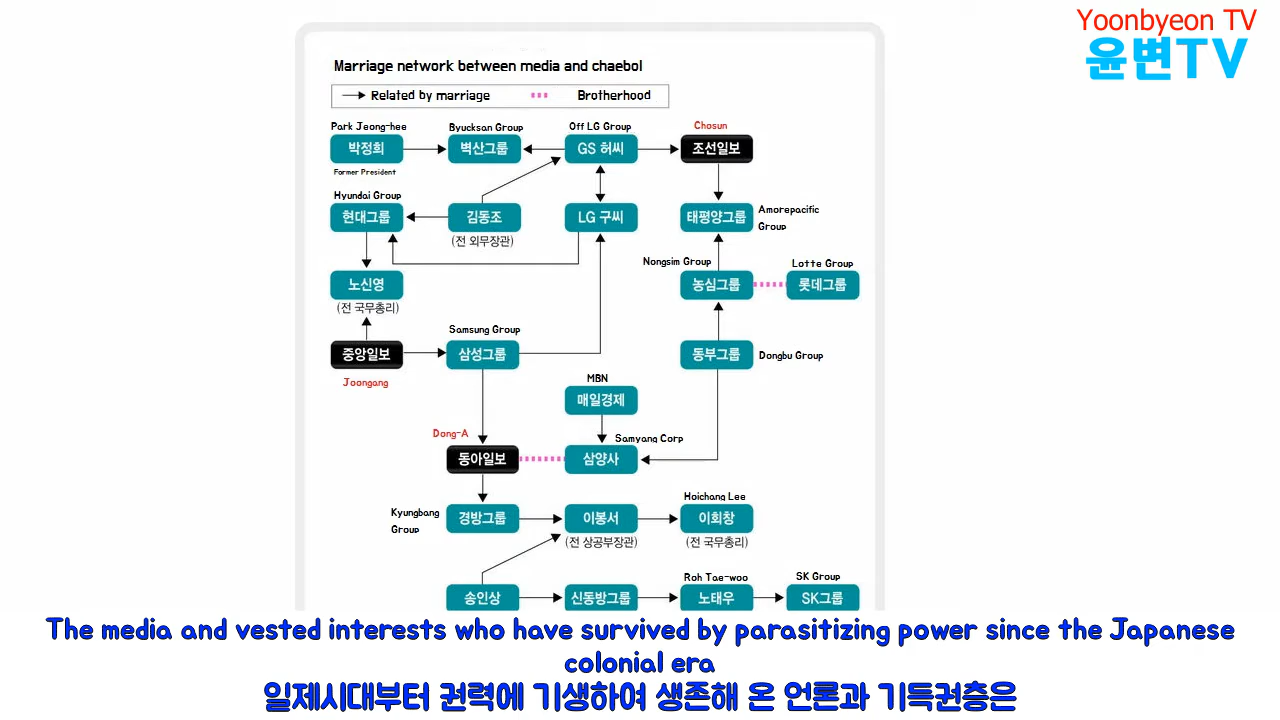 Yoonbyeon TV
윤변TV
Marriage network between media and chaebol
Related by marriage
Brotherhood
Park Jeong-hee
Byucksan Group
Off LG Group
Chosun
박정희
벽산그룹
GS 허씨
조선일보
Former President
Hyundai Group
현대그룹
김동조
LG 구씨
태평양그룹
Amorepacific
Group
(전 외무장관)
Nongsim Group
Lotte Group
노신영
농심그룹
롯데그룹
(전 국무총리)
Samsung Group
중앙일보
삼성그룹
동부그룹
Dongbu Group
Joongang
MBN
매일경제
Dong-A
Samyang Corp
동아일보
삼양사
Hoichang Lee
Kyungbang
Group
경방그룹
이봉서
이회창
(전 상공부장관)
(전 국무총리)
Roh Tae-woo
SK Group
송인상
신동방그룹
노태우
SK그룹
The media and vested interests who have survived by parasitizing power since the Japanese
colonial era
일제시대부터 권력에 기생하여 생존해 온 언론과 기득권층은